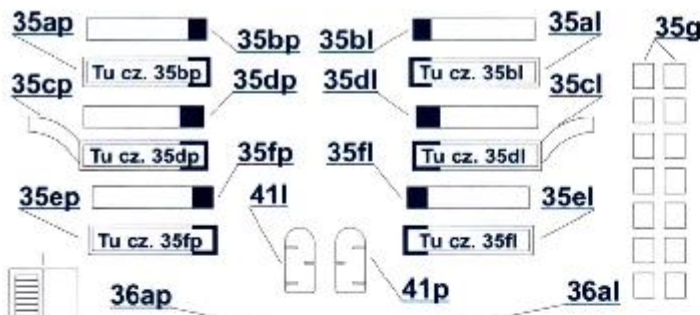 35ap 35bp 35bl 35al 35g
Tu cz. 35bp Tu cz. 35bl
35cp 35dp 35dl 35cl
Tu cz. 35dp Tu cz. 35dl
35ep 35fp 35fl 35el
41l
Tu cz. 35fp Tu cz. 35fl
36ap 41p 36al